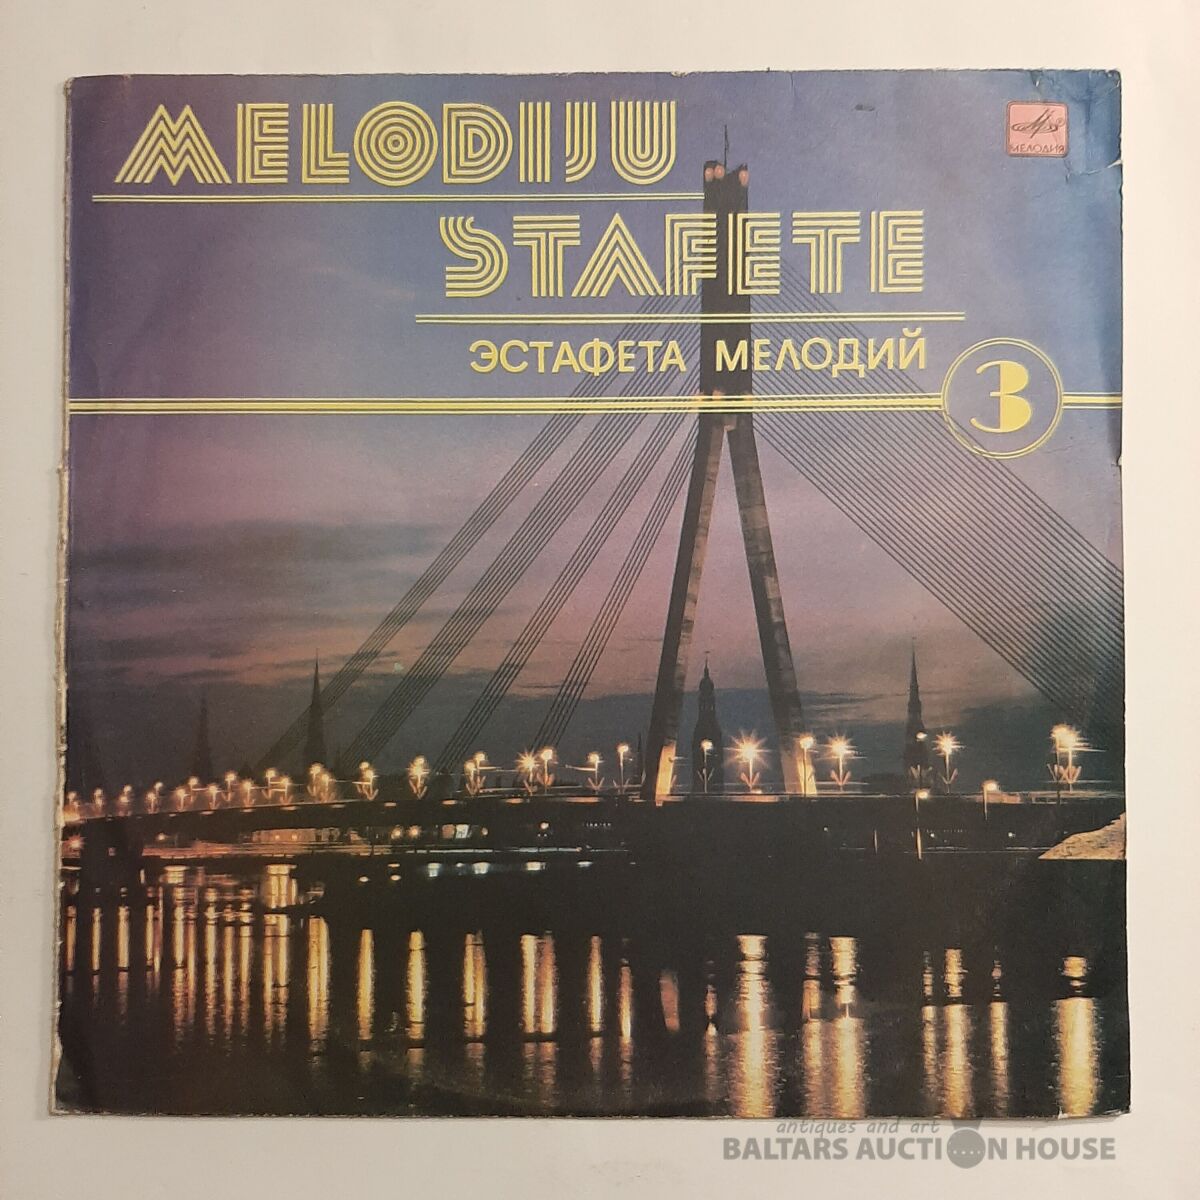 MELODIJU
МЕЛОДИЯ
STAFETE
ЭСТАФЕТА МЕЛОДИЙ
3
antiques and art
BALTARS AUCTION HOUSE